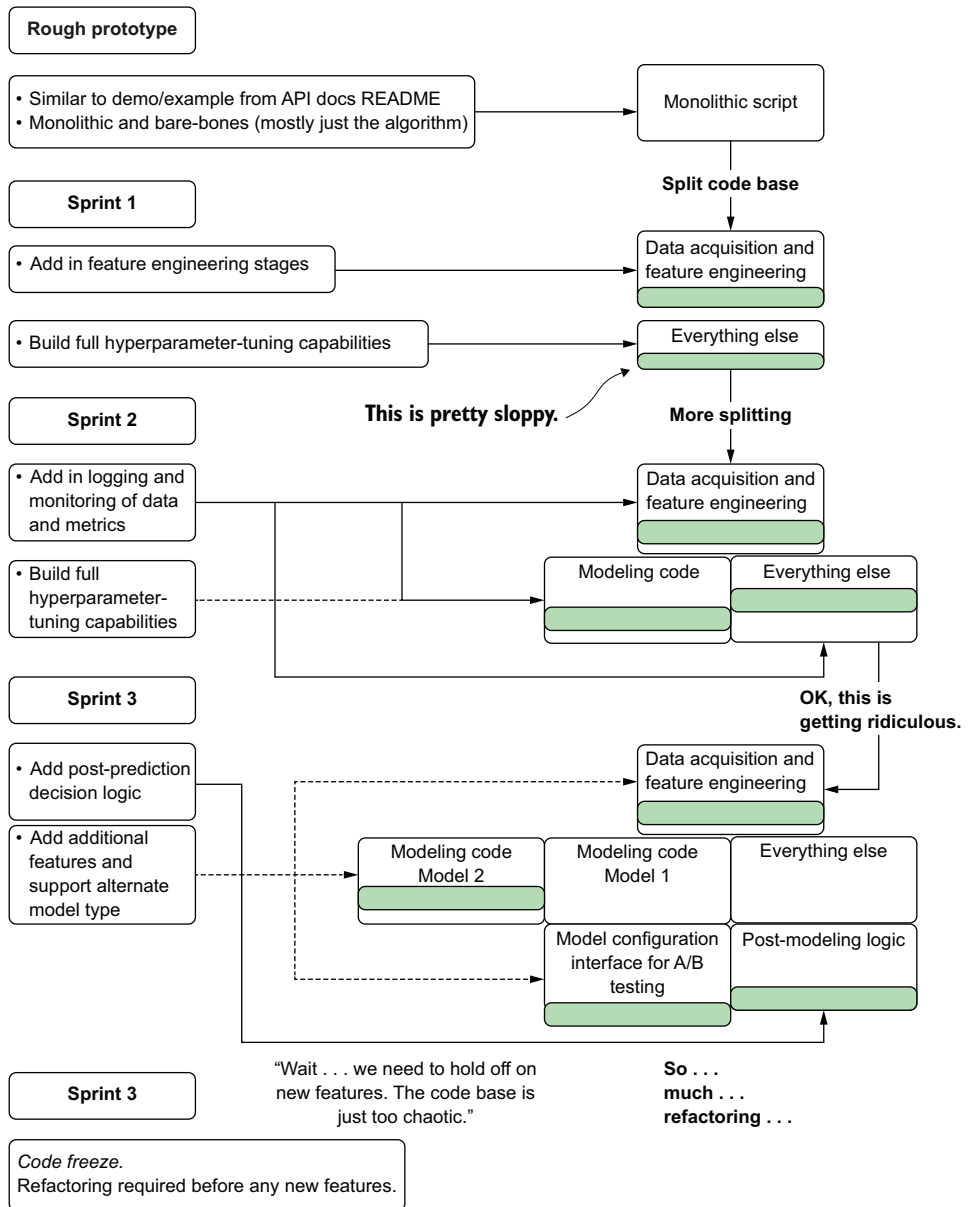 Rough prototype
• Similar to demo/example from API docs README
• Monolithic and bare-bones (mostly just the algorithm)
Monolithic script
Split code base
Sprint 1
• Add in feature engineering stages
Data acquisition and
feature engineering
• Build full hyperparameter-tuning capabilities
Everything else
This is pretty sloppy.
More splitting
Sprint 2
• Add in logging and
monitoring of data
and metrics
Data acquisition and
feature engineering
• Build full
hyperparameter-
tuning capabilities
Modeling code
Everything else
Sprint 3
OK, this is
getting ridiculous.
• Add post-prediction
decision logic
Data acquisition and
feature engineering
• Add additional
features and
support alternate
model type
Modeling code
Model 2
Modeling code
Model 1
Everything else
Model configuration
interface for A/B
testing
Post-modeling logic
“Wait . . . we need to hold off on
new features. The code base is
just too chaotic.”
So . . .
much . . .
refactoring . . .
Sprint 3
Code freeze.
Refactoring required before any new features.